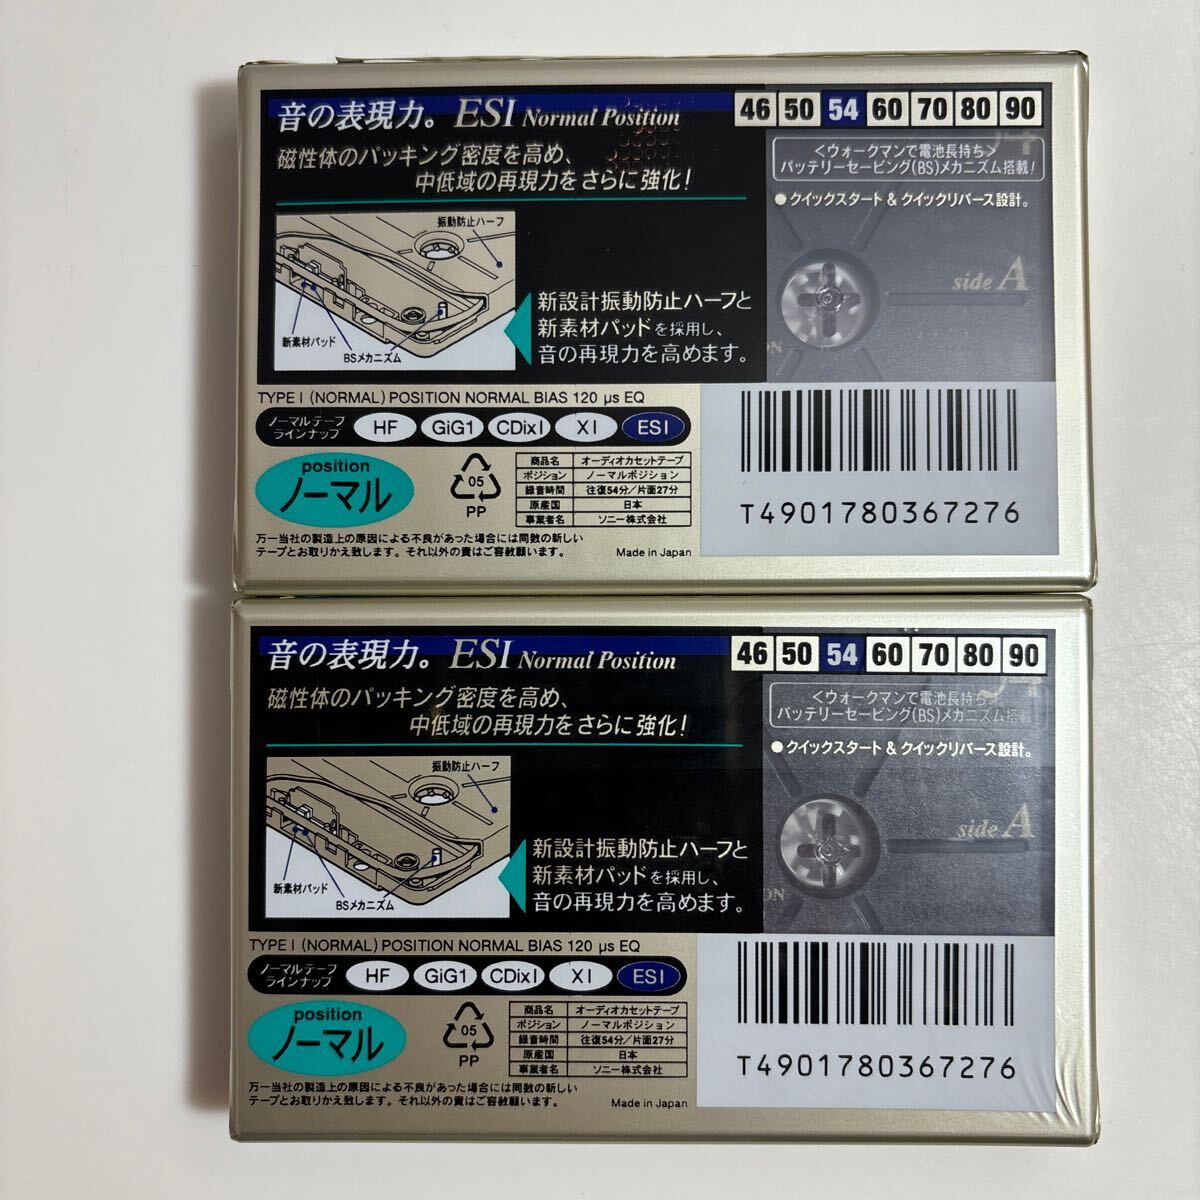 音の表現力。 ESI Normal Position
46 50 54 60 70 80 90
磁性体のパッキング密度を高め、
中低域の再現力をさらに強化!
<ウォークマンで電池長持ち>
バッテリーセービング(BS)メカニズム搭載!
●クイックスタート&クイックリバース設計。
振動防止ハーフ
新素材パッド
BSメカニズム
新設計振動防止ハーフと
新素材パッドを採用し、
音の再現力を高めます。
side A
ON
TYPE I (NORMAL) POSITION NORMAL BIAS 120 μs EQ
ノーマルテープ
ラインナップ
HF GiG1 CDixI XI ESI
position
ノーマル
05
PP
商品名 オーディオカセットテープ
ポジション ノーマルポジション
録音時間 往復54分/片面27分
原産国 日本
事業者名 ソニー株式会社
万一当社の製造上の原因による不良があった場合には同数の新しい
テープとお取りかえ致します。それ以外の責はご容赦願います。
Made in Japan
T4901780367276
音の表現力。 ESI Normal Position
46 50 54 60 70 80 90
磁性体のパッキング密度を高め、
中低域の再現力をさらに強化!
<ウォークマンで電池長持ち>
バッテリーセービング(BS)メカニズム搭載
●クイックスタート&クイックリバース設計。
振動防止ハーフ
新素材パッド
BSメカニズム
新設計振動防止ハーフと
新素材パッドを採用し、
音の再現力を高めます。
side A
ON
TYPE I (NORMAL) POSITION NORMAL BIAS 120 μs EQ
ノーマルテープ
ラインナップ
HF GiG1 CDixI XI ESI
position
ノーマル
05
PP
商品名 オーディオカセットテープ
ポジション ノーマルポジション
録音時間 往復54分/片面27分
原産国 日本
事業者名 ソニー株式会社
万一当社の製造上の原因による不良があった場合には同数の新しい
テープとお取りかえ致します。それ以外の責はご容赦願います。
Made in Japan
T4901780367276